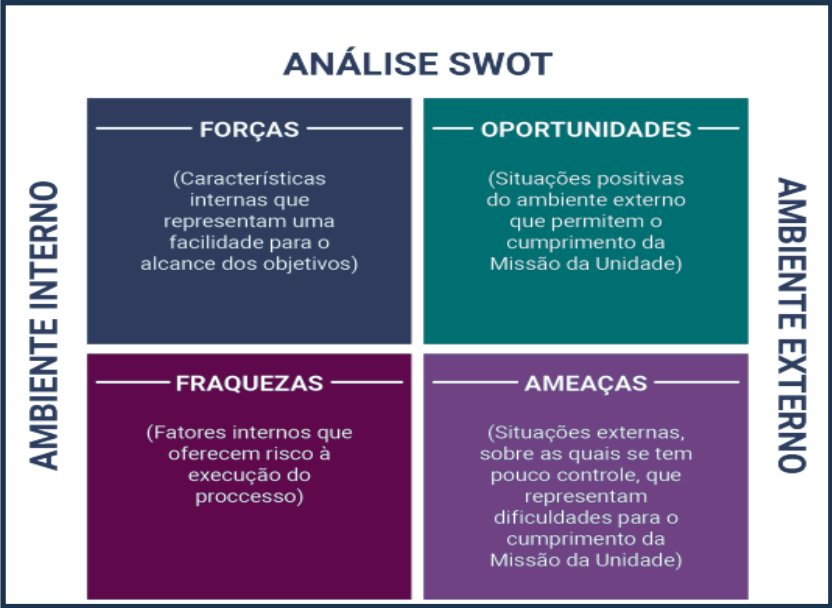 ANÁLISE SWOT
AMBIENTE INTERNO
FORÇAS
(Características
internas que
representam uma
facilidade para o
alcance dos objetivos)
OPORTUNIDADES
(Situações positivas
do ambiente externo
que permitem o
cumprimento da
Missão da Unidade)
FRAQUEZAS
(Fatores internos que
oferecem risco à
execução do
proccesso)
AMEAÇAS
(Situações externas,
sobre as quais se tem
pouco controle, que
representam
dificuldades para o
cumprimento da
Missão da Unidade)
AMBIENTE EXTERNO